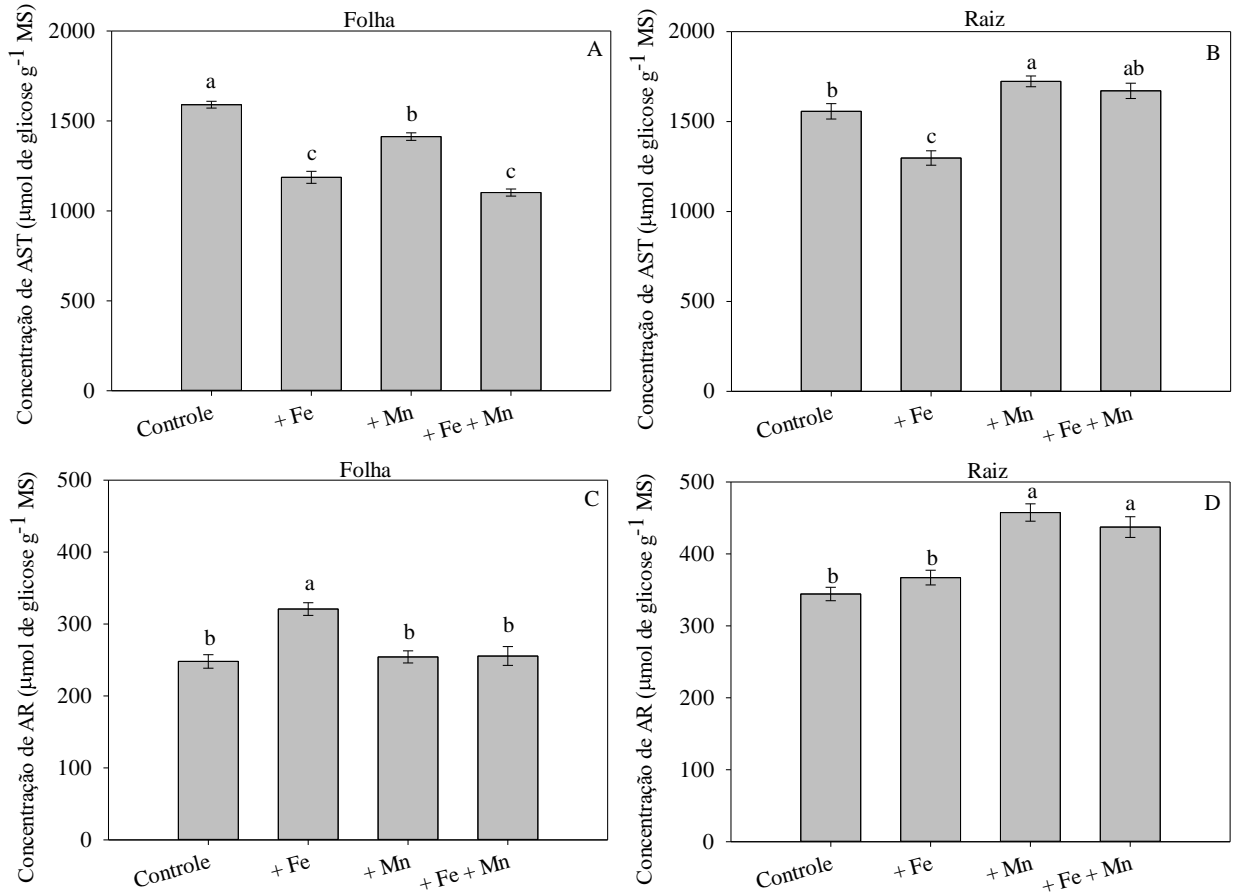 Folha
A
Concentração de AST (µmol de glicose g-1 MS)
2000
1500
1000
500
0
a
c
b
c
Controle
+ Fe
+ Mn
+ Fe + Mn
Raiz
B
Concentração de AST (µmol de glicose g-1 MS)
2000
1500
1000
500
0
b
c
a
ab
Controle
+ Fe
+ Mn
+ Fe + Mn
Folha
C
Concentração de AR (µmol de glicose g-1 MS)
500
400
300
200
100
0
b
a
b
b
Controle
+ Fe
+ Mn
+ Fe + Mn
Raiz
D
Concentração de AR (µmol de glicose g-1 MS)
500
400
300
200
100
0
b
b
a
a
Controle
+ Fe
+ Mn
+ Fe + Mn